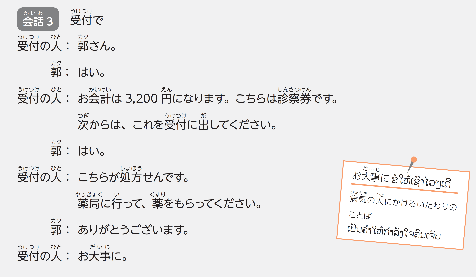 会話3 受付で
受付の人：郭さん。
郭：はい。
受付の人：お会計は3,200円になります。こちらは診察券です。
次からは、これを受付に出してください。
郭：はい。
受付の人：こちらが処方せんです。
薬局に行って、薬をもらってください。
郭：ありがとうございます。
受付の人：お大事に。
お大事に